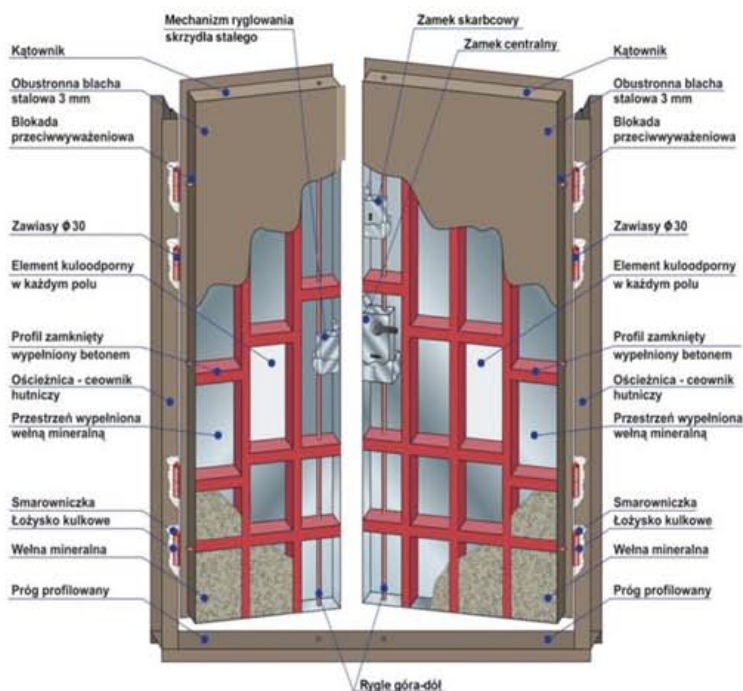 Mechanizm ryglowania
skrzydła stałego
Zamek skarbcowy
Zamek centralny
Kątownik
Obustronna blacha
stalowa 3 mm
Blokada
przeciwwyważeniowa
Zawiasy ϕ 30
Element kuloodporny
w każdym polu
Profil zamknięty
wypełniony betonem
Ościeżnica - ceownik
hutniczy
Przestrzeń wypełniona
wełną mineralną
Smarowniczka
Łożysko kulkowe
Wełna mineralna
Próg profilowany
Kątownik
Obustronna blacha
stalowa 3 mm
Blokada
przeciwwyważeniowa
Zawiasy ϕ 30
Element kuloodporny
w każdym polu
Profil zamknięty
wypełniony betonem
Ościeżnica - ceownik
hutniczy
Przestrzeń wypełniona
wełną mineralną
Smarowniczka
Łożysko kulkowe
Wełna mineralna
Próg profilowany
Rygle góra-dół